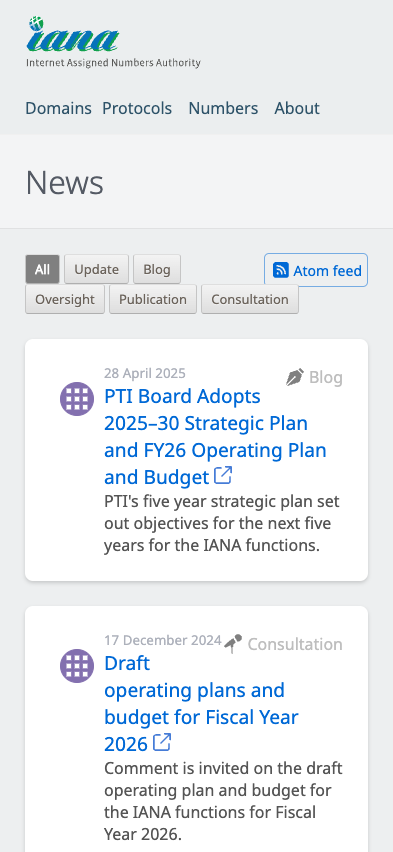 iana
Internet Assigned Numbers Authority
Domains Protocols Numbers About
News
All Update Blog Atom feed
Oversight Publication Consultation
28 April 2025 Blog
PTI Board Adopts
2025–30 Strategic Plan
and FY26 Operating Plan
and Budget
PTI's five year strategic plan set
out objectives for the next five
years for the IANA functions.
17 December 2024 Consultation
Draft
operating plans and
budget for Fiscal Year
2026
Comment is invited on the draft
operating plan and budget for
the IANA functions for Fiscal
Year 2026.